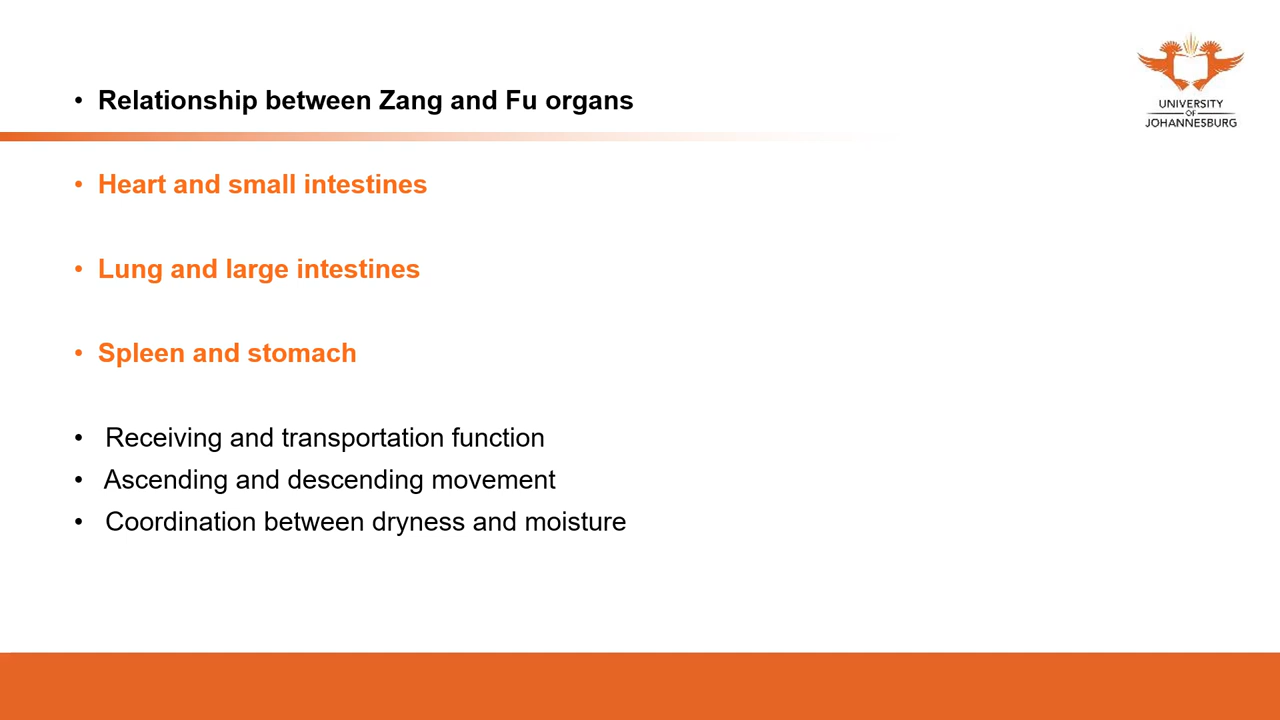 • Relationship between Zang and Fu organs
UNIVERSITY
OF
JOHANNESBURG
• Heart and small intestines
• Lung and large intestines
• Spleen and stomach
• Receiving and transportation function
• Ascending and descending movement
• Coordination between dryness and moisture